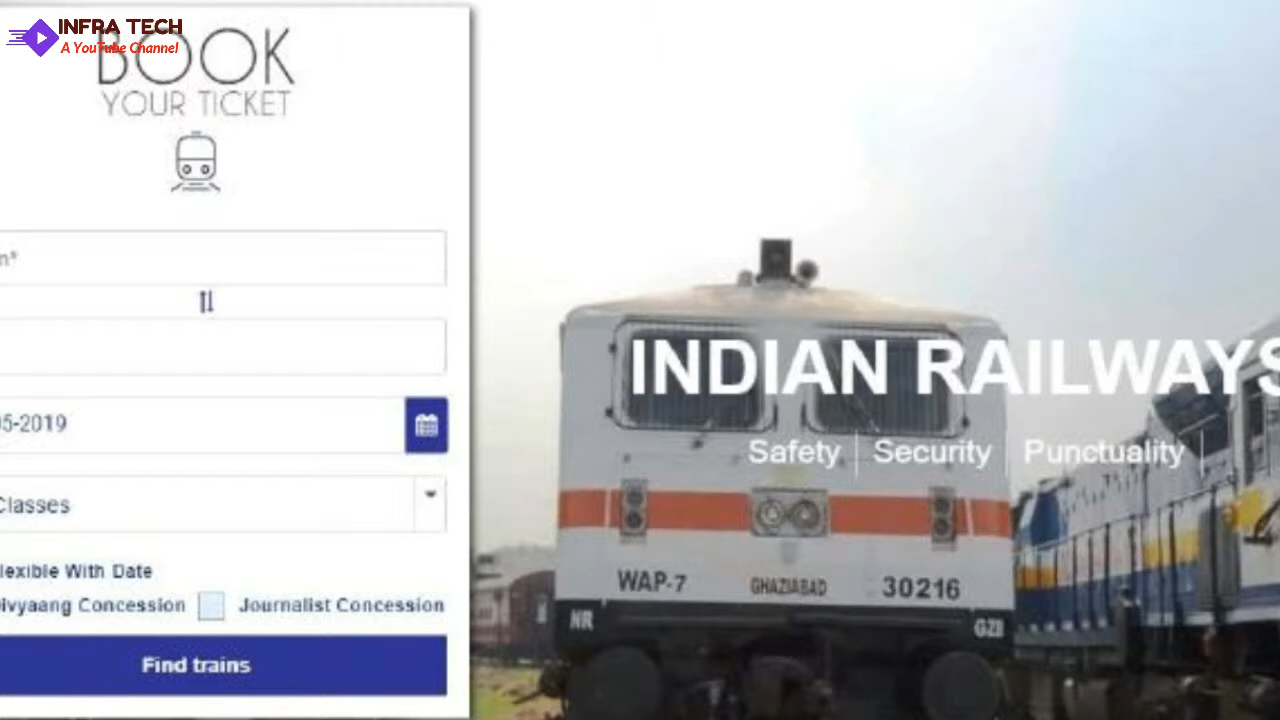 INFRA TECH
A YouTube Channel
BOOK
YOUR TICKET
n*
05-2019
Classes
lexible With Date
ivyaang Concession
Journalist Concession
Find trains
INDIAN RAILWAYS
Safety | Security | Punctuality |
WAP-7 GHAZIABAD 30216
NR GZB